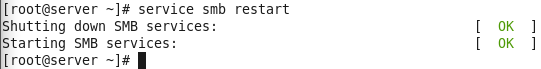 [root@server ~]# service smb restart
Shutting down SMB services:                                [  OK  ]
Starting SMB services:                                     [  OK  ]
[root@server ~]#